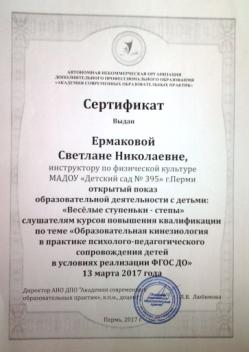 АВТОНОМНАЯ НЕКОММЕРЧЕСКАЯ ОРГАНИЗАЦИЯ
ДОПОЛНИТЕЛЬНОГО ПРОФЕССИОНАЛЬНОГО ОБРАЗОВАНИЯ
«АКАДЕМИЯ СОВРЕМЕННЫХ ОБРАЗОВАТЕЛЬНЫХ ПРАКТИК»
Сертификат
Выдан
Ермаковой
Светлане Николаевне,
инструктору по физической культуре
МАДОУ «Детский сад № 395» г.Перми
открытый показ
образовательной деятельности с детьми:
«Весёлые ступеньки - степы»
слушателям курсов повышения квалификации
по теме «Образовательная кинезиология
в практике психолого-педагогического
сопровождения детей
в условиях реализации ФГОС ДО»
13 марта 2017 года
Директор АНО ДПО "Академия современных
образовательных практик», к.п.н., доцент Л.В. Любимова
Пермь, 2017